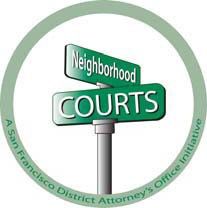 Neighborhood
COURTS
A San Francisco District Attorney's Office Initiative